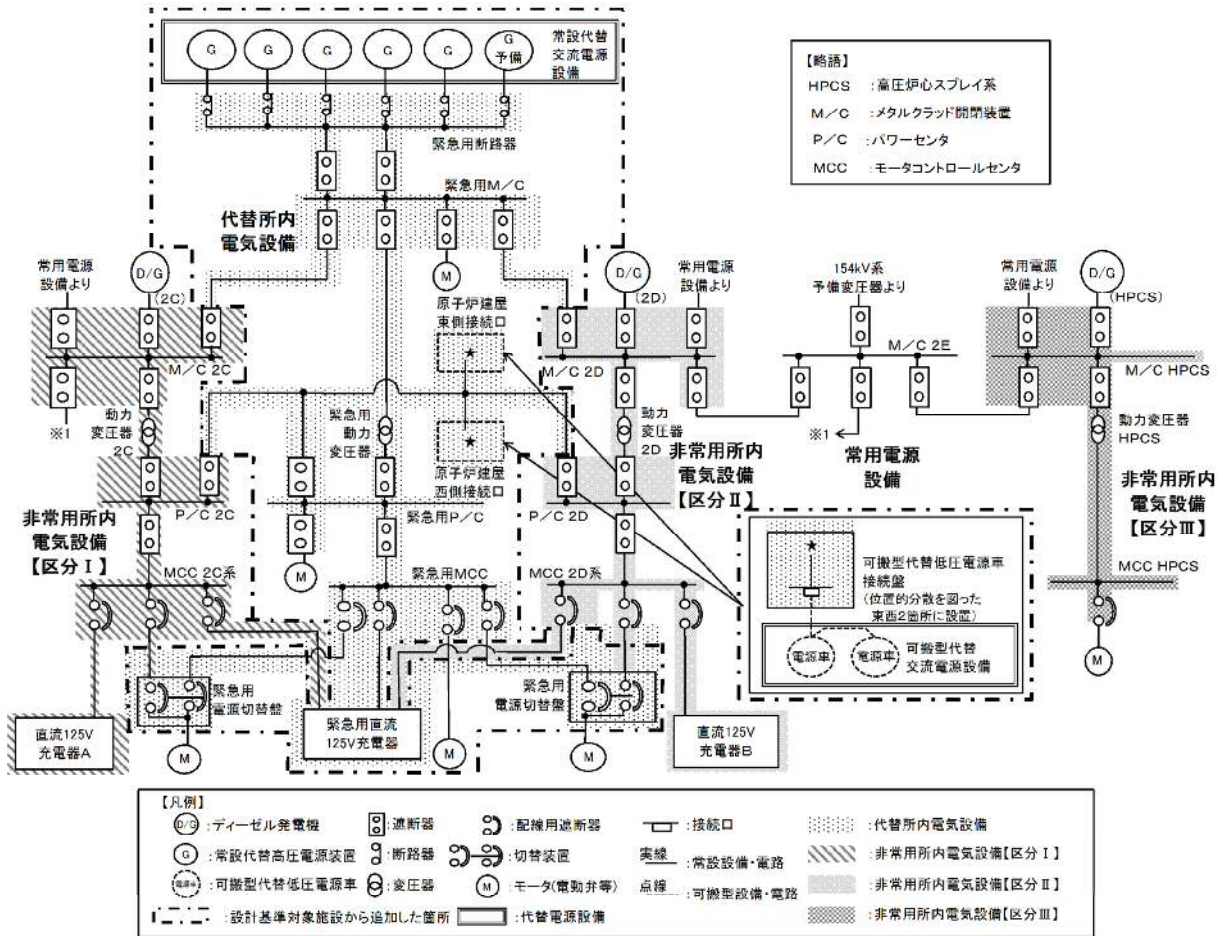 G
G
G
G
G
G
予備
常設代替
交流電源
設備
緊急用断路器
緊急用M/C
代替所内
電気設備
【略語】
HPCS :高圧炉心スプレイ系
M/C :メタルクラッド開閉装置
P/C :パワーセンタ
MCC :モータコントロールセンタ
常用電源
設備より
D/G
(2C)
M
D/G
(2D)
常用電源
設備より
154kV系
予備変圧器より
常用電源
設備より
D/G
(HPCS)
原子炉建屋
東側接続口
★
M/C 2C
M/C 2D
M/C 2E
M/C HPCS
※1
動力
変圧器
2C
緊急用
動力
変圧器
★
原子炉建屋
西側接続口
動力
変圧器
2D
※1
常用電源
設備
動力変圧器
HPCS
非常用所内
電気設備
【区分Ⅱ】
非常用所内
電気設備
【区分Ⅲ】
P/C 2C
緊急用P/C
P/C 2D
非常用所内
電気設備
【区分Ⅰ】
M
MCC 2C系
緊急用MCC
MCC 2D系
MCC HPCS
★
可搬型代替低圧電源車
接続盤
(位置的分散を図った
東西2箇所に設置)
電源車
電源車
可搬型代替
交流電源設備
M
緊急用
電源切替盤
緊急用
電源切替盤
直流125V
充電器A
M
緊急用直流
125V充電器
M
M
直流125V
充電器B
【凡例】
D/G :ディーゼル発電機
:遮断器
:配線用遮断器
:接続口
:代替所内電気設備
G :常設代替高圧電源装置
:断路器
:切替装置
実線 :常設設備・電路
:非常用所内電気設備【区分Ⅰ】
電源車 :可搬型代替低圧電源車
:変圧器
M :モータ(電動弁等)
点線 :可搬型設備・電路
:非常用所内電気設備【区分Ⅱ】
:設計基準対象施設から追加した箇所
:代替電源設備
:非常用所内電気設備【区分Ⅲ】